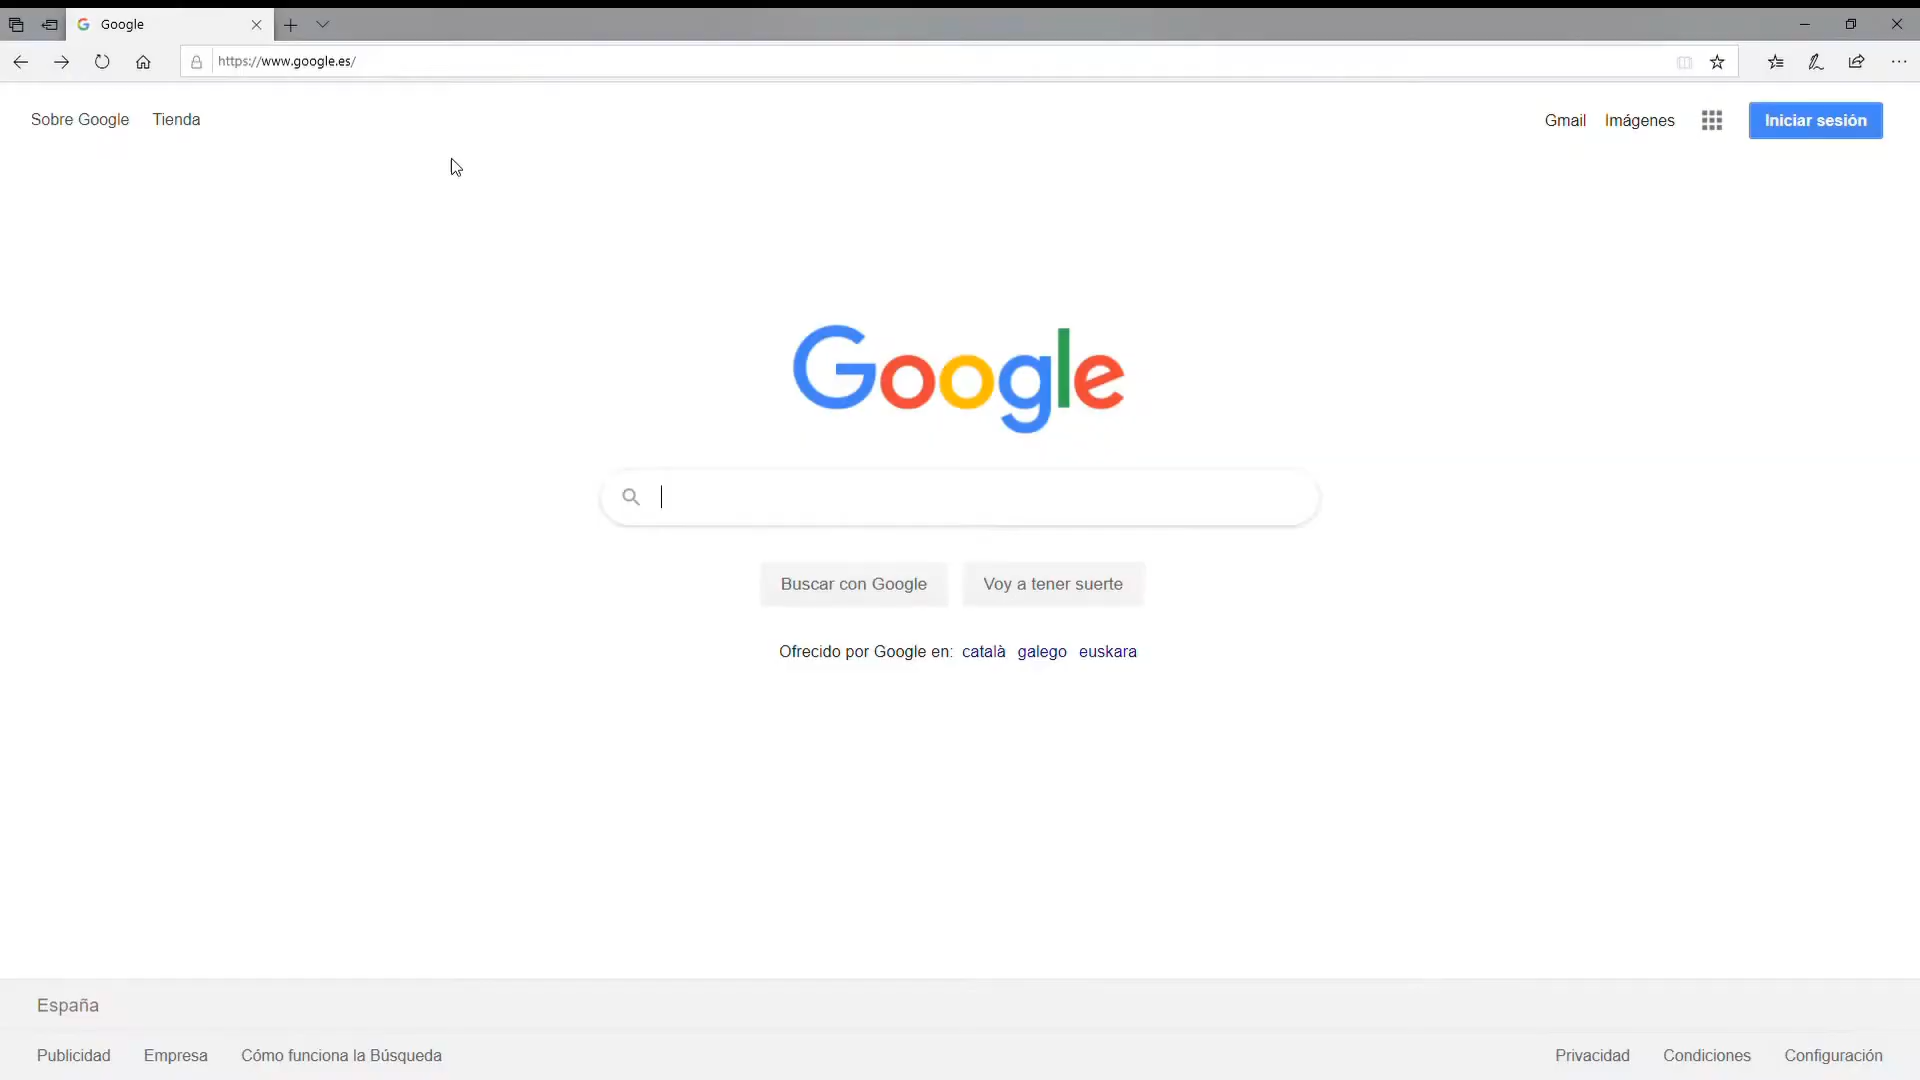 Google
https://www.google.es/
Sobre Google Tienda
Gmail Imágenes Iniciar sesión
Google
Buscar con Google Voy a tener suerte
Ofrecido por Google en: català galego euskara
España
Publicidad Empresa Cómo funciona la Búsqueda
Privacidad Condiciones Configuración